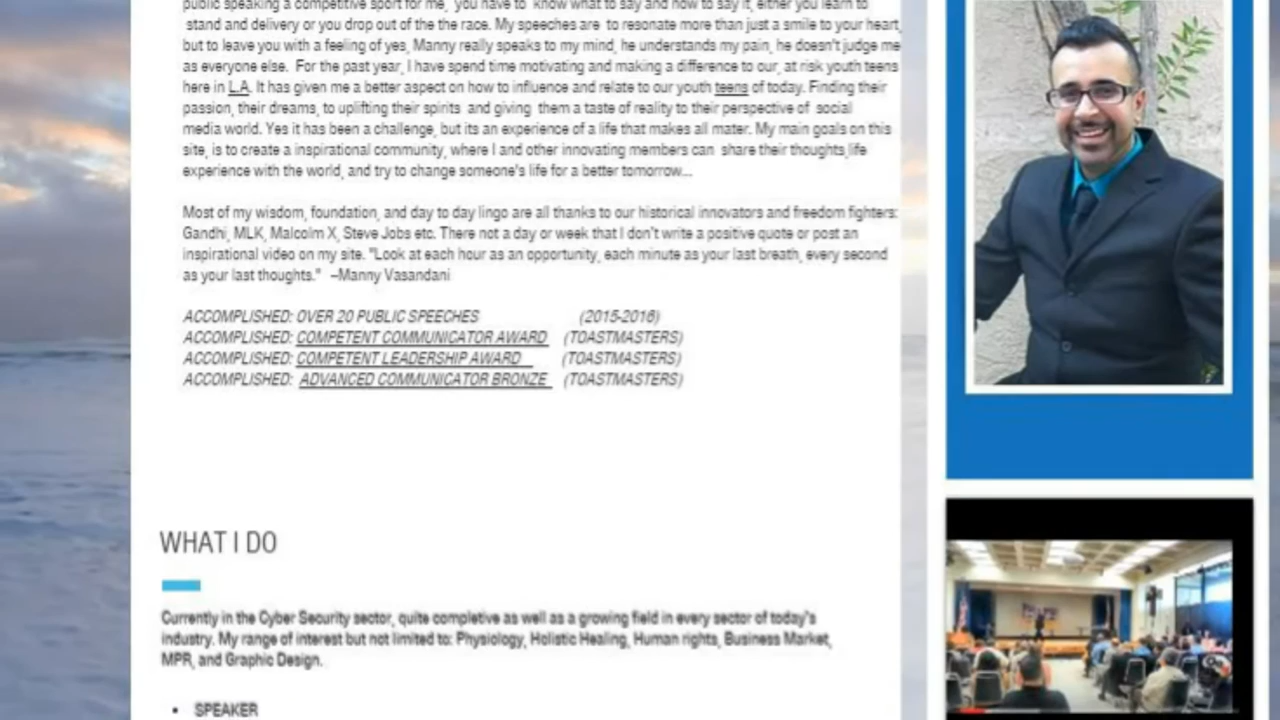 public speaking a competitive sport for me, you have to know what to say and how to say it, either you learn to
stand and delivery or you drop out of the the race. My speeches are to resonate more than just a smile to your heart,
but to leave you with a feeling of yes, Manny really speaks to my mind, he understands my pain, he doesn't judge me
as everyone else. For the past year, I have spend time motivating and making a difference to our, at risk youth teens
here in L.A. It has given me a better aspect on how to influence and relate to our youth teens of today. Finding their
passion, their dreams, to uplifting their spirits and giving them a taste of reality to their perspective of social
media world. Yes it has been a challenge, but its an experience of a life that makes all mater. My main goals on this
site, is to create a inspirational community, where I and other innovating members can share their thoughts,life
experience with the world, and try to change someone's life for a better tomorrow...
Most of my wisdom, foundation, and day to day lingo are all thanks to our historical innovators and freedom fighters:
Gandhi, MLK, Malcolm X, Steve Jobs etc. There not a day or week that I don't write a positive quote or post an
inspirational video on my site. "Look at each hour as an opportunity, each minute as your last breath, every second
as your last thoughts." –Manny Vasandani
ACCOMPLISHED: OVER 20 PUBLIC SPEECHES (2015-2016)
ACCOMPLISHED: COMPETENT COMMUNICATOR AWARD (TOASTMASTERS)
ACCOMPLISHED: COMPETENT LEADERSHIP AWARD (TOASTMASTERS)
ACCOMPLISHED: ADVANCED COMMUNICATOR BRONZE (TOASTMASTERS)
WHAT I DO
Currently in the Cyber Security sector, quite completive as well as a growing field in every sector of today's
industry. My range of interest but not limited to: Physiology, Holistic Healing, Human rights, Business Market,
MPR, and Graphic Design.
• SPEAKER